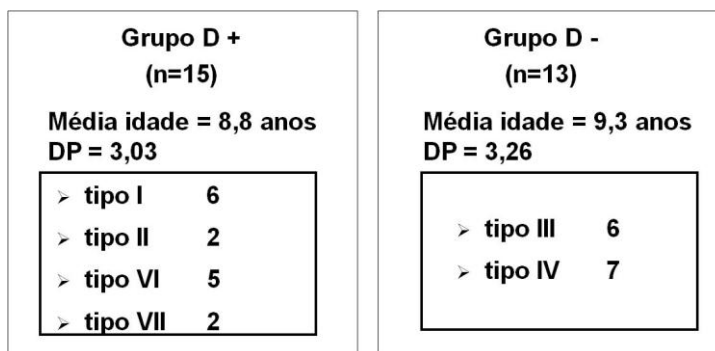 Grupo D +
(n=15)
Média idade = 8,8 anos
DP = 3,03
tipo I 6
tipo II 2
tipo VI 5
tipo VII 2
Grupo D -
(n=13)
Média idade = 9,3 anos
DP = 3,26
tipo III 6
tipo IV 7